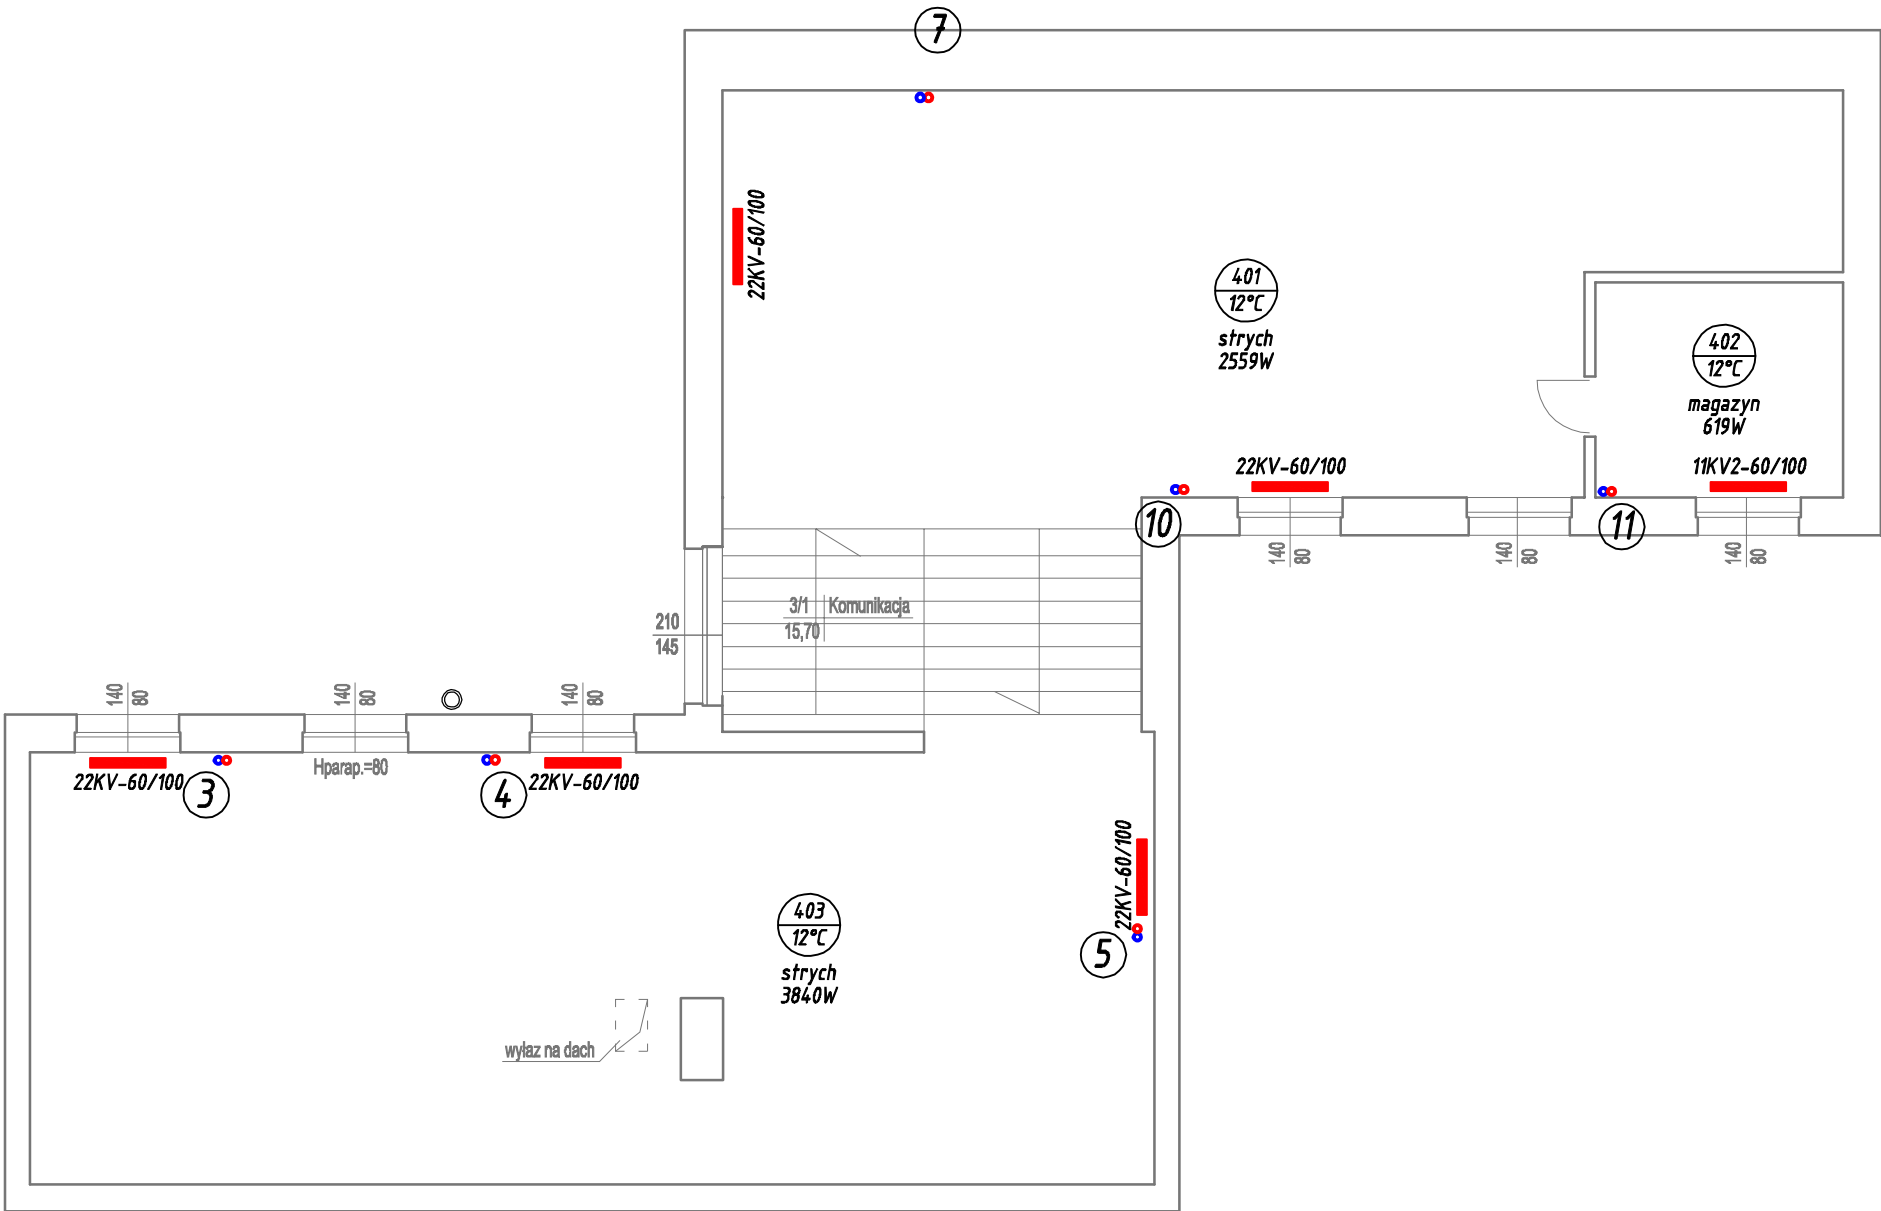 7
22KV-60/100
401
12°C
strych
2559W
402
12°C
magazyn
619W
22KV-60/100
11KV2-60/100
10
11
140
80
140
80
140
80
3/1
Komunikacja
15,70
210
145
140
80
140
80
140
80
Hparap.=80
22KV-60/100
3
4
22KV-60/100
22KV-60/100
5
403
12°C
strych
3840W
wyłaz na dach